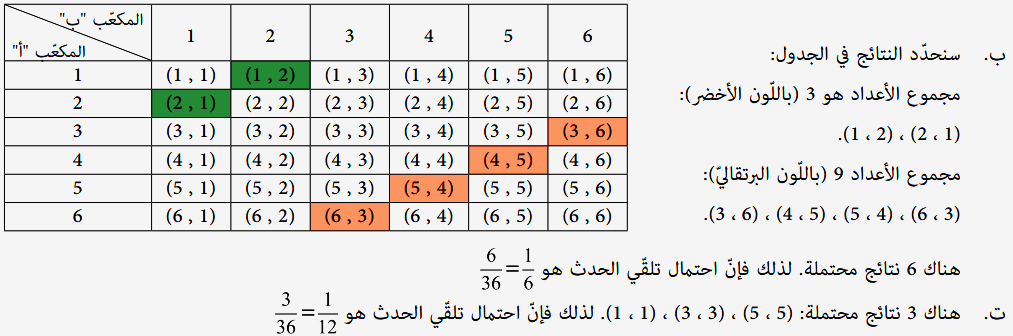 المكعّب "ب" 1 2 3 4 5 6
المكعّب "أ"
1 (1 , 1) (1 , 2) (1 , 3) (1 , 4) (1 , 5) (1 , 6)
2 (2 , 1) (2 , 2) (2 , 3) (2 , 4) (2 , 5) (2 , 6)
3 (3 , 1) (3 , 2) (3 , 3) (3 , 4) (3 , 5) (3 , 6)
4 (4 , 1) (4 , 2) (4 , 3) (4 , 4) (4 , 5) (4 , 6)
5 (5 , 1) (5 , 2) (5 , 3) (5 , 4) (5 , 5) (5 , 6)
6 (6 , 1) (6 , 2) (6 , 3) (6 , 4) (6 , 5) (6 , 6)
ب. سنحدّد النتائج في الجدول:
مجموع الأعداد هو 3 (باللّون الأخضر):
(2 ، 1) ، (1 ، 2).
مجموع الأعداد 9 (باللّون البرتقاليّ):
(6 ، 3) ، (5 ، 4) ، (4 ، 5) ، (3 ، 6).
هناك 6 نتائج محتملة. لذلك فإنّ احتمال تلقّي الحدث هو 6/36 = 1/6
ت. هناك 3 نتائج محتملة: (5 ، 5) ، (3 ، 3) ، (1 ، 1). لذلك فإنّ احتمال تلقّي الحدث هو 3/36 = 1/12